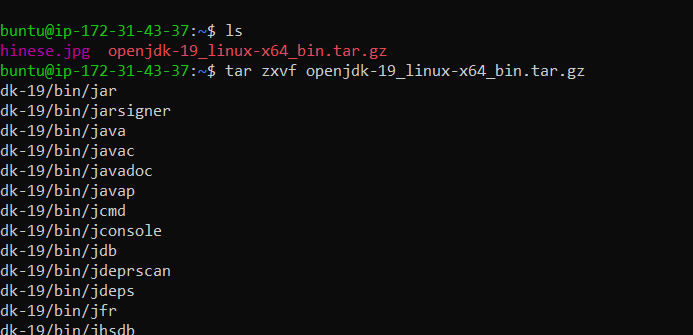 buntu@ip-172-31-43-37:~$ ls
hinese.jpg  openjdk-19_linux-x64_bin.tar.gz
buntu@ip-172-31-43-37:~$ tar zxvf openjdk-19_linux-x64_bin.tar.gz
dk-19/bin/jar
dk-19/bin/jarsigner
dk-19/bin/java
dk-19/bin/javac
dk-19/bin/javadoc
dk-19/bin/javap
dk-19/bin/jcmd
dk-19/bin/jconsole
dk-19/bin/jdb
dk-19/bin/jdeprscan
dk-19/bin/jdeps
dk-19/bin/jfr
dk-19/bin/jhsdb